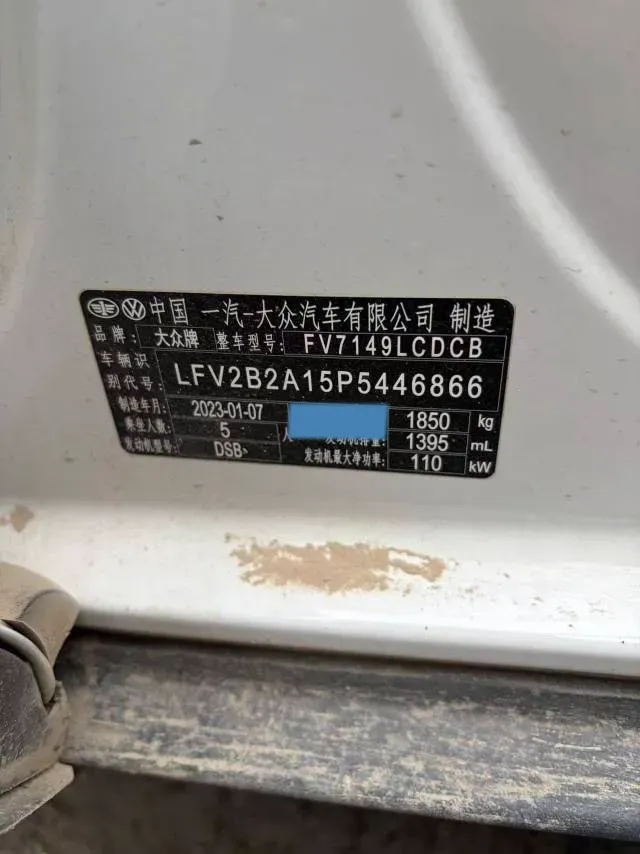 中国 一汽-大众汽车有限公司 制造
品牌: 大众牌 整车型号: FV7149LCDCB
车辆识别代号: LFV2B2A15P5446866
制造年月: 2023-01-07 1850 kg
乘坐人数: 5 人 发动机排量: 1395 mL
发动机型号: DSB 发动机最大净功率: 110 kW